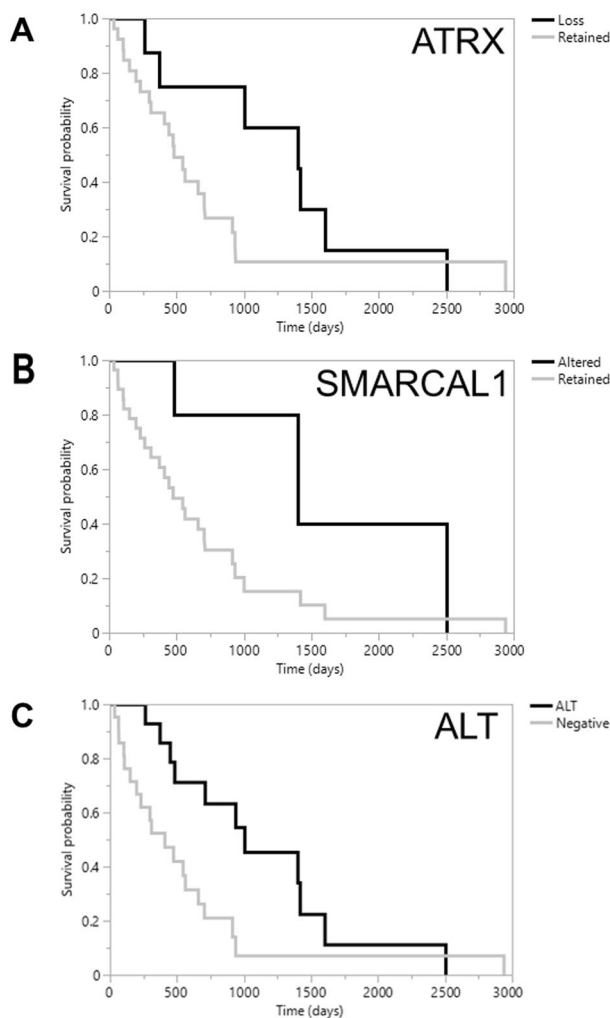 A
ATRX
Loss
Retained
Survival probability
1.0
0.8
0.6
0.4
0.2
0
0 500 1000 1500 2000 2500 3000
Time (days)
B
SMARCAL1
Altered
Retained
Survival probability
1.0
0.8
0.6
0.4
0.2
0
0 500 1000 1500 2000 2500 3000
Time (days)
C
ALT
ALT
Negative
Survival probability
1.0
0.8
0.6
0.4
0.2
0
0 500 1000 1500 2000 2500 3000
Time (days)